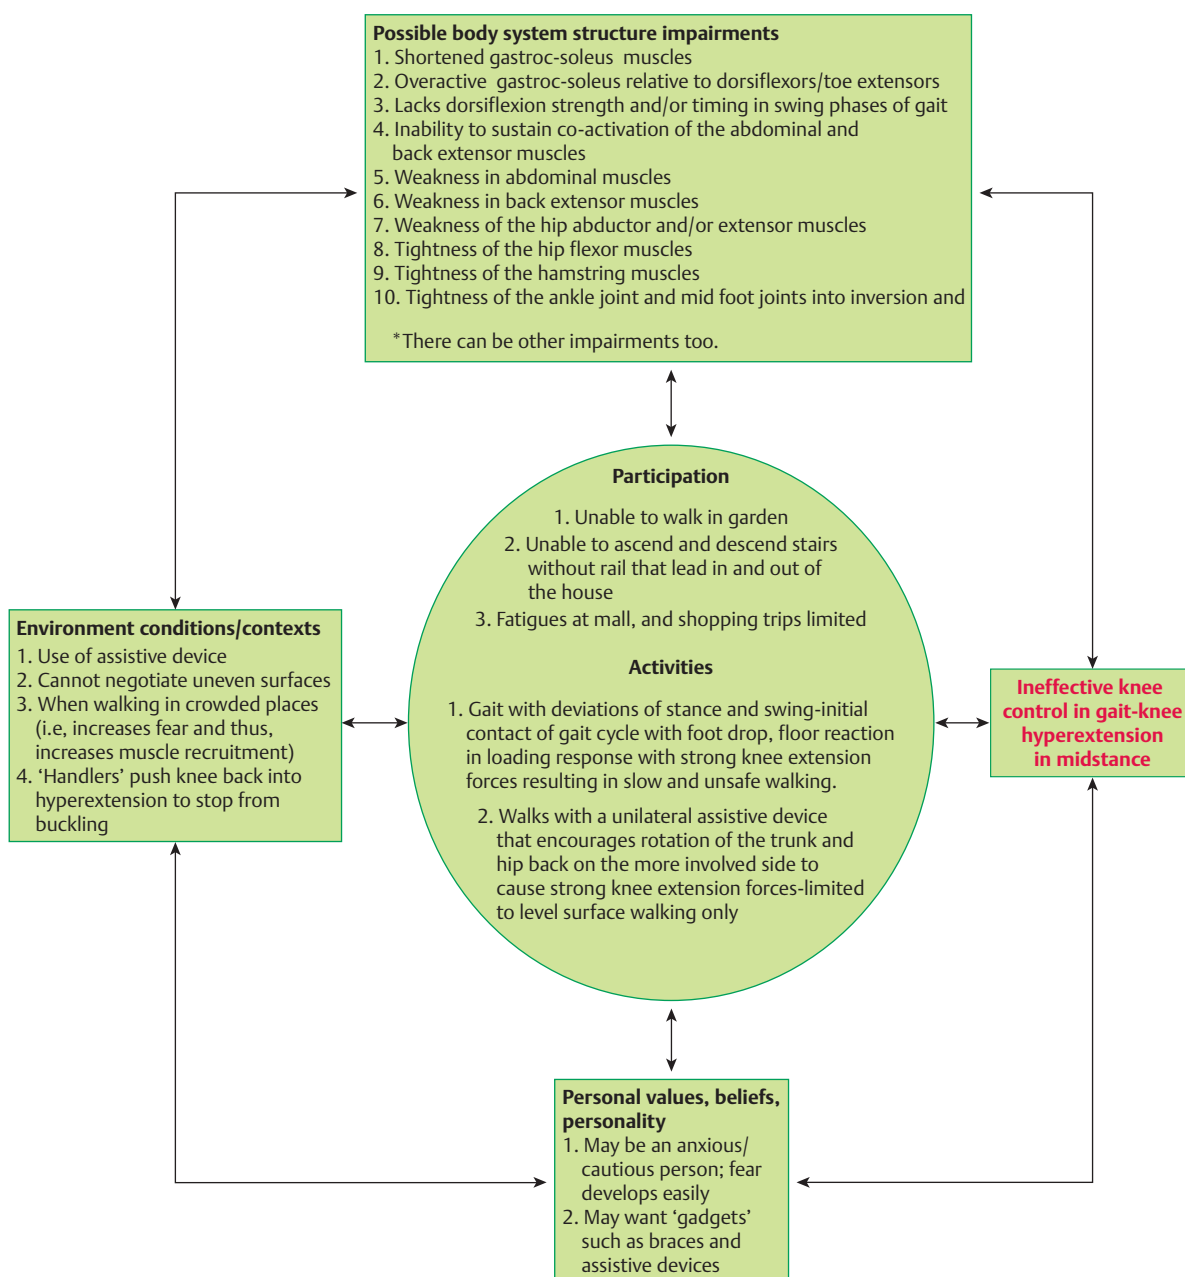 Possible body system structure impairments
1. Shortened gastroc-soleus muscles
2. Overactive gastroc-soleus relative to dorsiflexors/toe extensors
3. Lacks dorsiflexion strength and/or timing in swing phases of gait
4. Inability to sustain co-activation of the abdominal and
back extensor muscles
5. Weakness in abdominal muscles
6. Weakness in back extensor muscles
7. Weakness of the hip abductor and/or extensor muscles
8. Tightness of the hip flexor muscles
9. Tightness of the hamstring muscles
10. Tightness of the ankle joint and mid foot joints into inversion and
*There can be other impairments too.
Participation
1. Unable to walk in garden
2. Unable to ascend and descend stairs
without rail that lead in and out of
the house
3. Fatigues at mall, and shopping trips limited
Activities
1. Gait with deviations of stance and swing-initial
contact of gait cycle with foot drop, floor reaction
in loading response with strong knee extension
forces resulting in slow and unsafe walking.
2. Walks with a unilateral assistive device
that encourages rotation of the trunk and
hip back on the more involved side to
cause strong knee extension forces-limited
to level surface walking only
Environment conditions/contexts
1. Use of assistive device
2. Cannot negotiate uneven surfaces
3. When walking in crowded places
(i.e, increases fear and thus,
increases muscle recruitment)
4. ‘Handlers’ push knee back into
hyperextension to stop from
buckling
Ineffective knee
control in gait-knee
hyperextension
in midstance
Personal values, beliefs,
personality
1. May be an anxious/
cautious person; fear
develops easily
2. May want ‘gadgets’
such as braces and
assistive devices